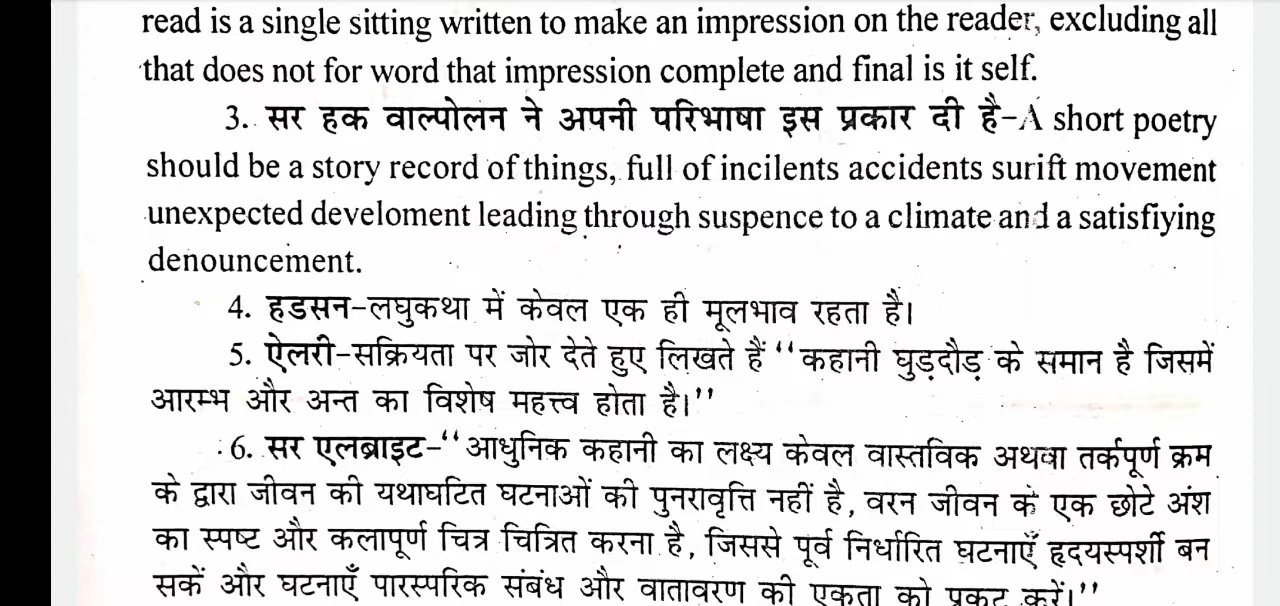 read is a single sitting written to make an impression on the reader, excluding all
that does not for word that impression complete and final is it self.
3. सर हक वाल्पोलन ने अपनी परिभाषा इस प्रकार दी है-A short poetry
should be a story record of things, full of incilents accidents surift movement
unexpected develoment leading through suspence to a climate and a satisfiying
denouncement.
4. हडसन-लघुकथा में केवल एक ही मूलभाव रहता है।
5. ऐलरी-सक्रियता पर जोर देते हुए लिखते हैं ‘‘कहानी घुड़दौड़ के समान है जिसमें
आरम्भ और अन्त का विशेष महत्त्व होता है।’’
6. सर एलब्राइट-‘‘आधुनिक कहानी का लक्ष्य केवल वास्तविक अथवा तर्कपूर्ण क्रम
के द्वारा जीवन की यथाघटित घटनाओं की पुनरावृत्ति नहीं है, वरन जीवन के एक छोटे अंश
का स्पष्ट और कलापूर्ण चित्र चित्रित करना है, जिससे पूर्व निर्धारित घटनाएँ हृदयस्पर्शी बन
सकें और घटनाएँ पारस्परिक संबंध और वातावरण की एकता को प्रकट करें।’’